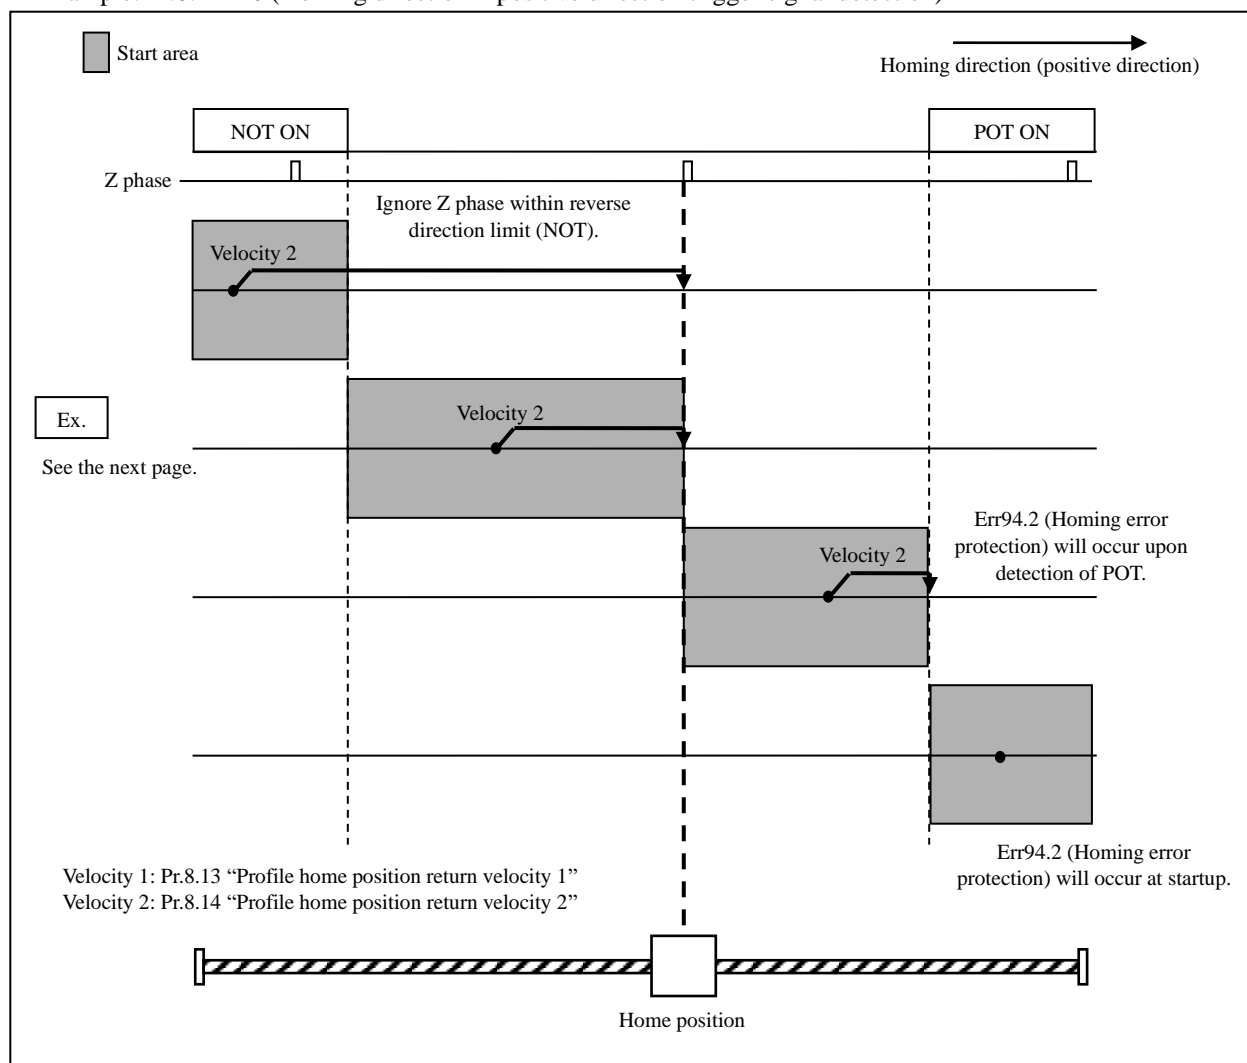 Start area
Homing direction (positive direction)
NOT ON
POT ON
Z phase
Ignore Z phase within reverse
direction limit (NOT).
Velocity 2
Ex.
See the next page.
Velocity 2
Velocity 2
Err94.2 (Homing error
protection) will occur upon
detection of POT.
Err94.2 (Homing error
protection) will occur at startup.
Velocity 1: Pr.8.13 “Profile home position return velocity 1”
Velocity 2: Pr.8.14 “Profile home position return velocity 2”
Home position